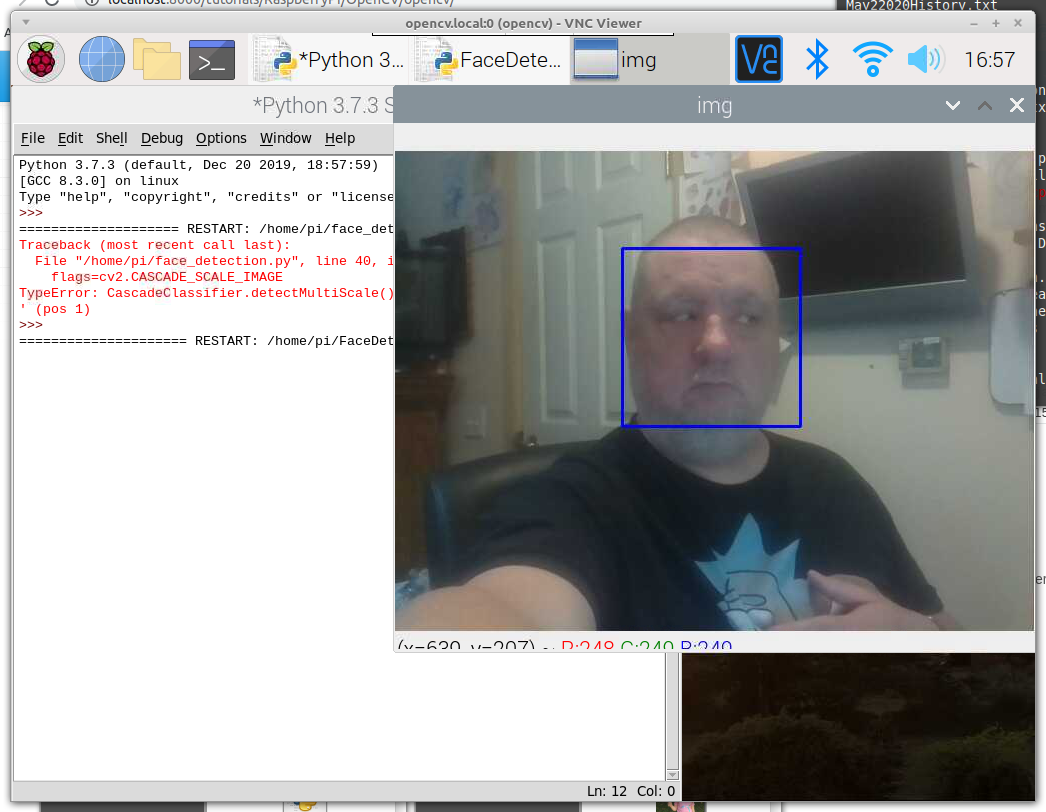 localhost:8000/tutorials/RaspberryPi/OpenCV/opencv/
May22020History.txt
opencv.local:0 (opencv) - VNC Viewer
*Python 3... FaceDete... img 16:57
*Python 3.7.3 S
img
File Edit Shell Debug Options Window Help
Python 3.7.3 (default, Dec 20 2019, 18:57:59)
[GCC 8.3.0] on linux
Type "help", "copyright", "credits" or "license
>>>
==================== RESTART: /home/pi/face_det
Traceback (most recent call last):
File "/home/pi/face_detection.py", line 40, i
flags=cv2.CASCADE_SCALE_IMAGE
TypeError: CascadeClassifier.detectMultiScale()
' (pos 1)
>>>
===================== RESTART: /home/pi/FaceDet
(x=639, y=207) ~ R:248 G:249 B:240
Ln: 12 Col: 0